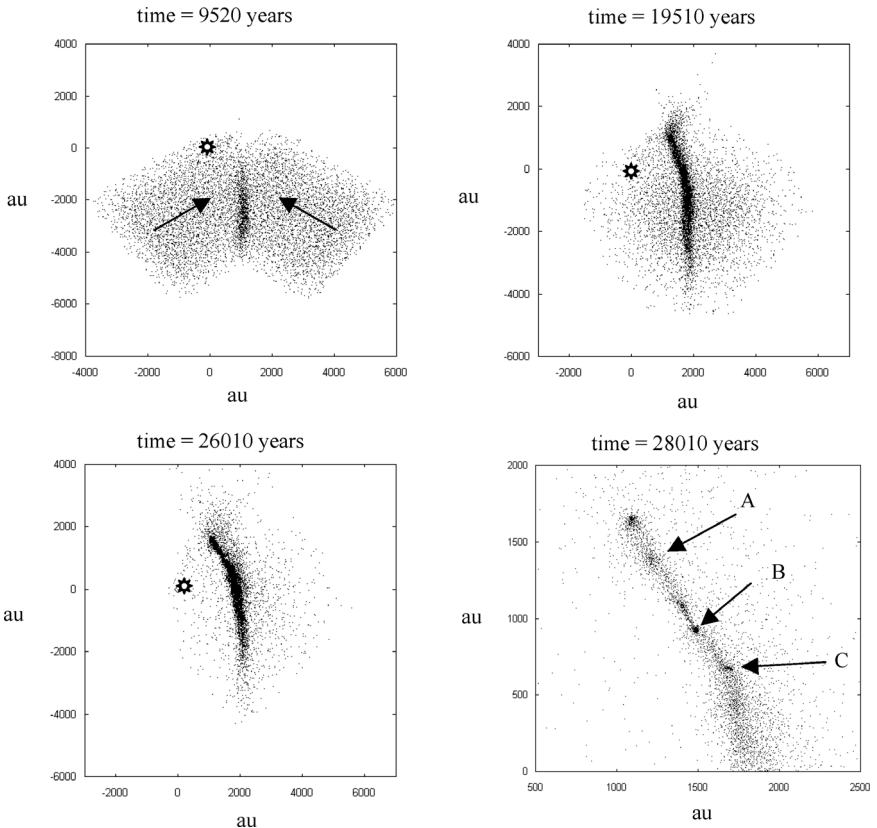 time = 9520 years
4000
2000
0
-2000
-4000
-6000
-8000
au
-4000 -2000 0 2000 4000 6000
au
time = 19510 years
4000
2000
0
-2000
-4000
-6000
au
-2000 0 2000 4000 6000
au
time = 26010 years
4000
2000
0
-2000
-4000
-6000
au
-2000 0 2000 4000 6000
au
time = 28010 years
2000
1500
1000
500
0
au
A
B
C
500 1000 1500 2000 2500
au